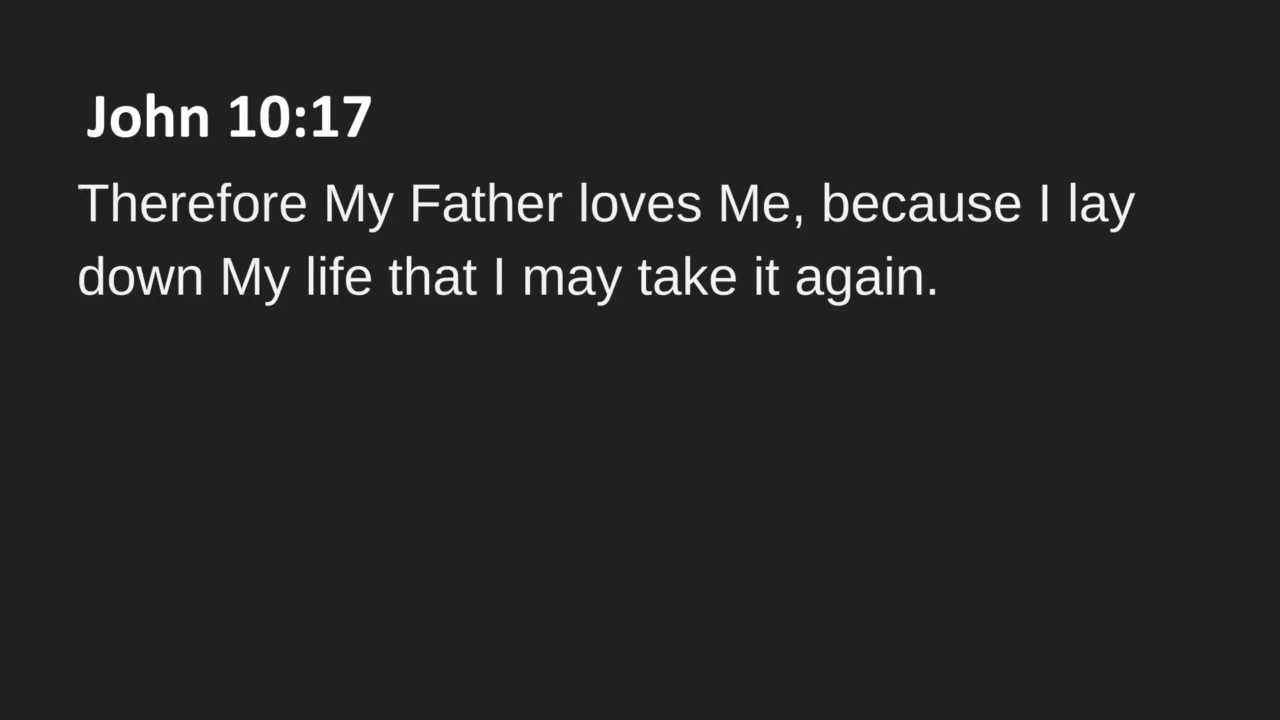 John 10:17
Therefore My Father loves Me, because I lay
down My life that I may take it again.